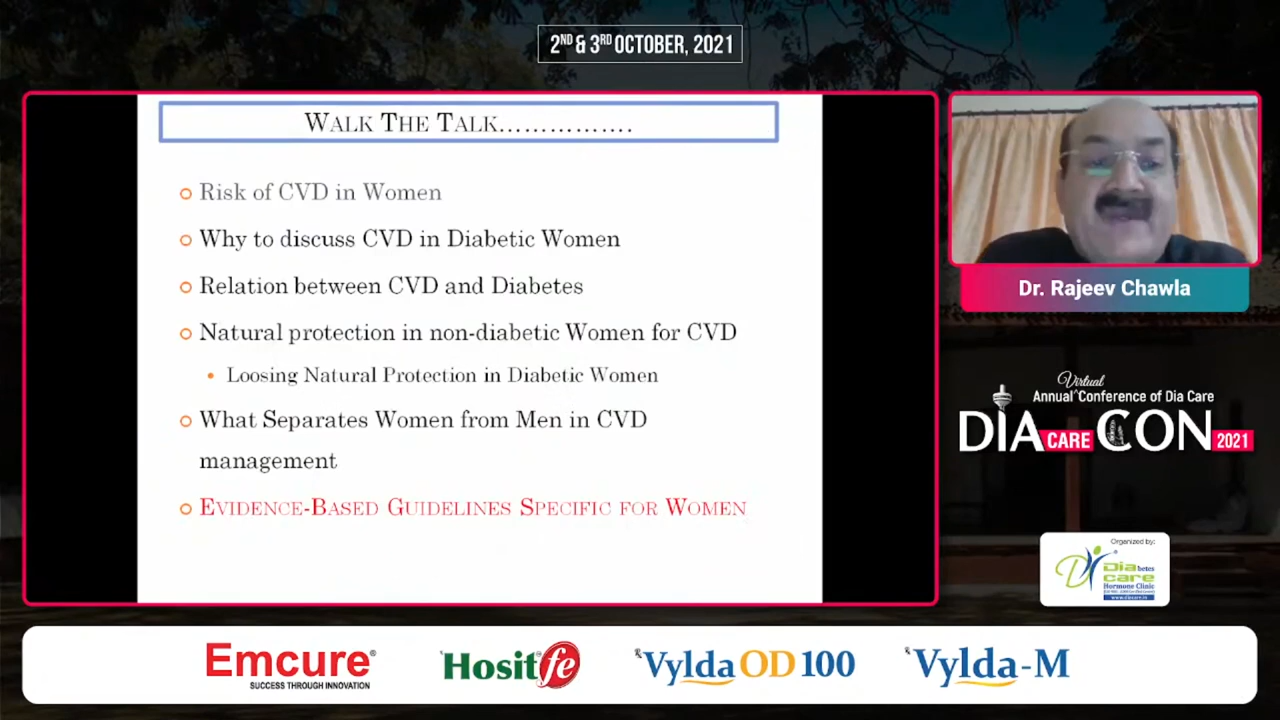 2ND & 3RD OCTOBER, 2021
WALK THE TALK...............
Risk of CVD in Women
Why to discuss CVD in Diabetic Women
Relation between CVD and Diabetes
Natural protection in non-diabetic Women for CVD
Loosing Natural Protection in Diabetic Women
What Separates Women from Men in CVD
management
EVIDENCE-BASED GUIDELINES SPECIFIC FOR WOMEN
Dr. Rajeev Chawla
Virtual
Annual^Conference of Dia Care
DIA CARE CON 2021
Organized by:
Diabetes
care
Hormone Clinic
Emcure®
SUCCESS THROUGH INNOVATION
Hosit fe
Vylda OD 100
Vylda-M